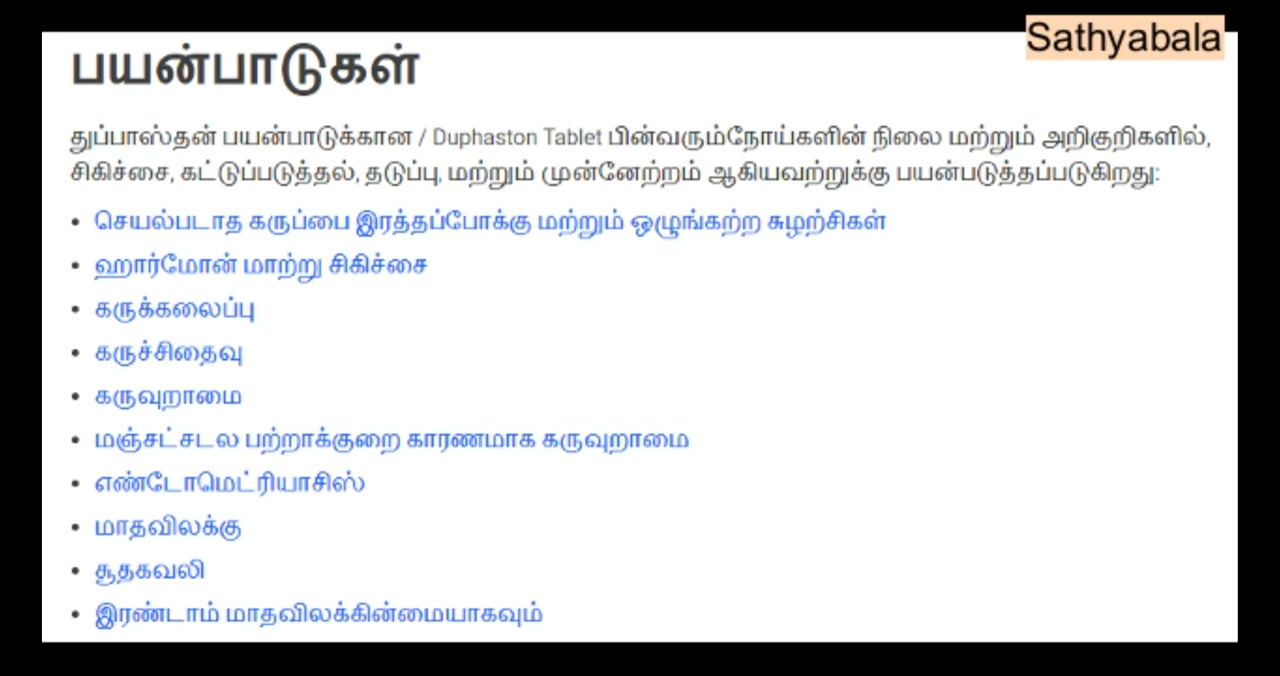 Sathyabala
பயன்பாடுகள்
துப்பாஸ்தன் பயன்பாடுக்கான / Duphaston Tablet பின்வரும்நோய்களின் நிலை மற்றும் அறிகுறிகளில்,
சிகிச்சை, கட்டுப்படுத்தல், தடுப்பு, மற்றும் முன்னேற்றம் ஆகியவற்றுக்கு பயன்படுத்தப்படுகிறது:
• செயல்படாத கருப்பை இரத்தப்போக்கு மற்றும் ஒழுங்கற்ற சுழற்சிகள்
• ஹார்மோன் மாற்று சிகிச்சை
• கருக்கலைப்பு
• கருச்சிதைவு
• கருவுறாமை
• மஞ்சட்சடல பற்றாக்குறை காரணமாக கருவுறாமை
• எண்டோமெட்ரியாசிஸ்
• மாதவிலக்கு
• சூதகவலி
• இரண்டாம் மாதவிலக்கின்மையாகவும்